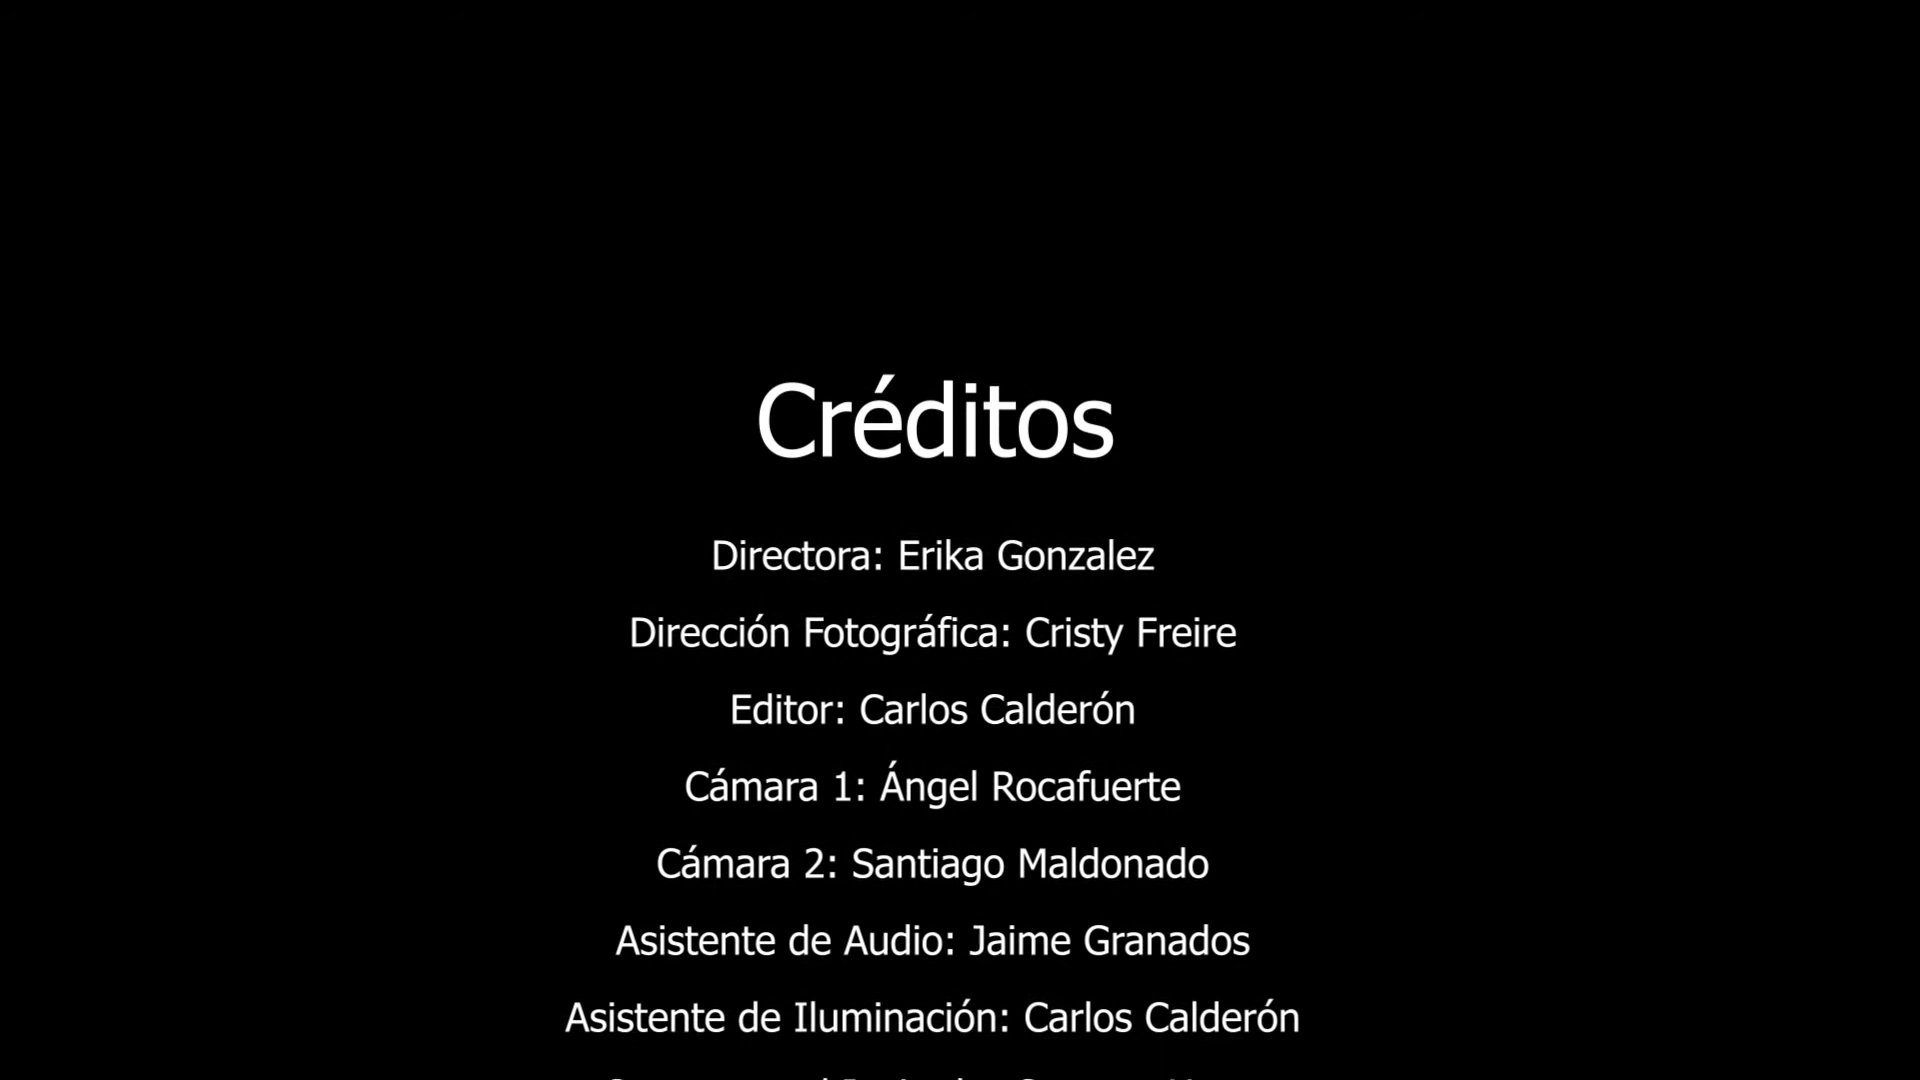 Créditos
Directora: Erika Gonzalez
Dirección Fotográfica: Cristy Freire
Editor: Carlos Calderón
Cámara 1: Ángel Rocafuerte
Cámara 2: Santiago Maldonado
Asistente de Audio: Jaime Granados
Asistente de Iluminación: Carlos Calderón